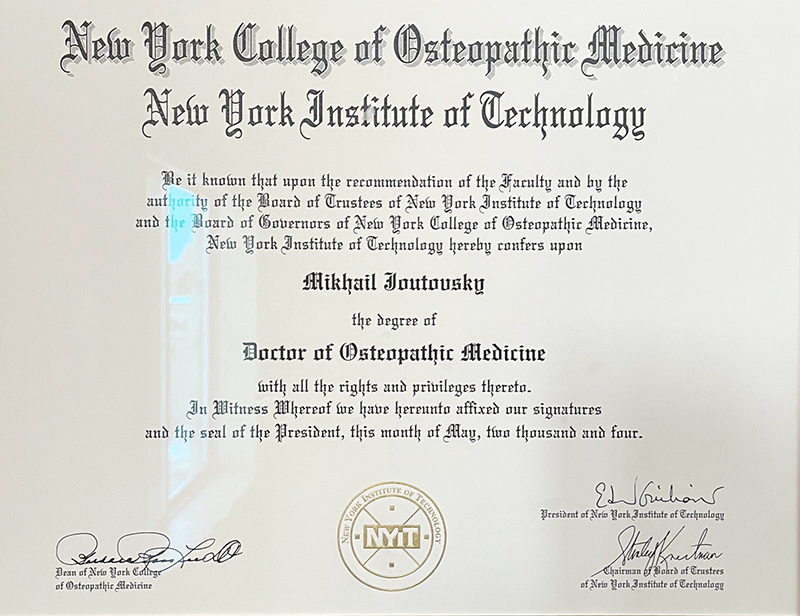 New York College of Osteopathic Medicine
New York Institute of Technology
Be it known that upon the recommendation of the Faculty and by the
authority of the Board of Trustees of New York Institute of Technology
and the Board of Governors of New York College of Osteopathic Medicine,
New York Institute of Technology hereby confers upon
Mikhail Ioutovsky
the degree of
Doctor of Osteopathic Medicine
with all the rights and privileges thereto.
In Witness Whereof we have hereunto affixed our signatures
and the seal of the President, this month of May, two thousand and four.
President of New York Institute of Technology
NEW YORK INSTITUTE OF TECHNOLOGY
NYiT
Dean of New York College
of Osteopathic Medicine
Chairman of Board of Trustees
of New York Institute of Technology